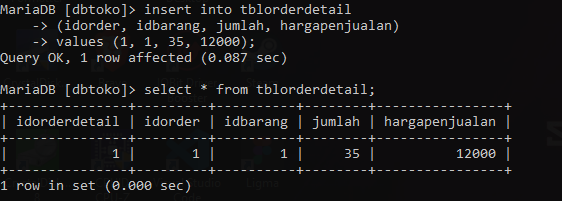 MariaDB [dbtoko]> insert into tblorderdetail
    -> (idorder, idbarang, jumlah, hargapenjualan)
    -> values (1, 1, 35, 12000);
Query OK, 1 row affected (0.087 sec)

MariaDB [dbtoko]> select * from tblorderdetail;
+---------------+---------+----------+--------+----------------+
| idorderdetail | idorder | idbarang | jumlah | hargapenjualan |
+---------------+---------+----------+--------+----------------+
|             1 |       1 |        1 |     35 |          12000 |
+---------------+---------+----------+--------+----------------+
1 row in set (0.000 sec)